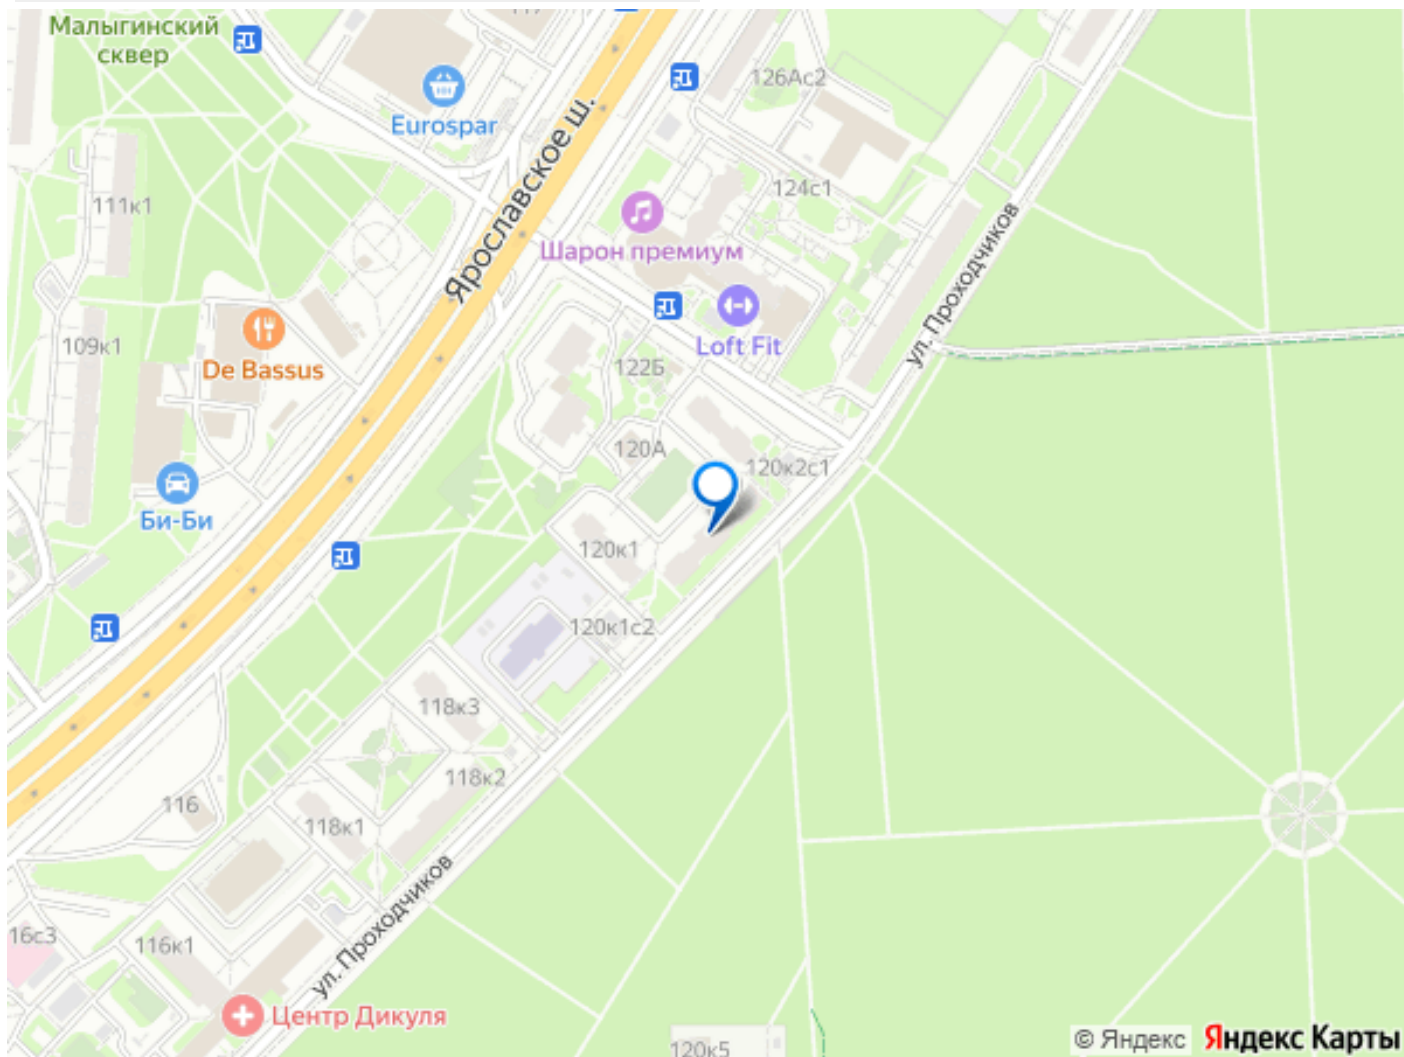 Малыгинский
сквер
Eurospar
Ярославское ш.
126Ас2
124с1
111к1
Шарон премиум
ул. Проходчиков
109к1
De Bassus
Loft Fit
122Б
120А
120к2с1
Би-Би
120к1
120к1с2
118к3
118к2
116
118к1
ул. Проходчиков
16с3
116к1
Центр Дикуля
120к5
© Яндекс Яндекс Карты